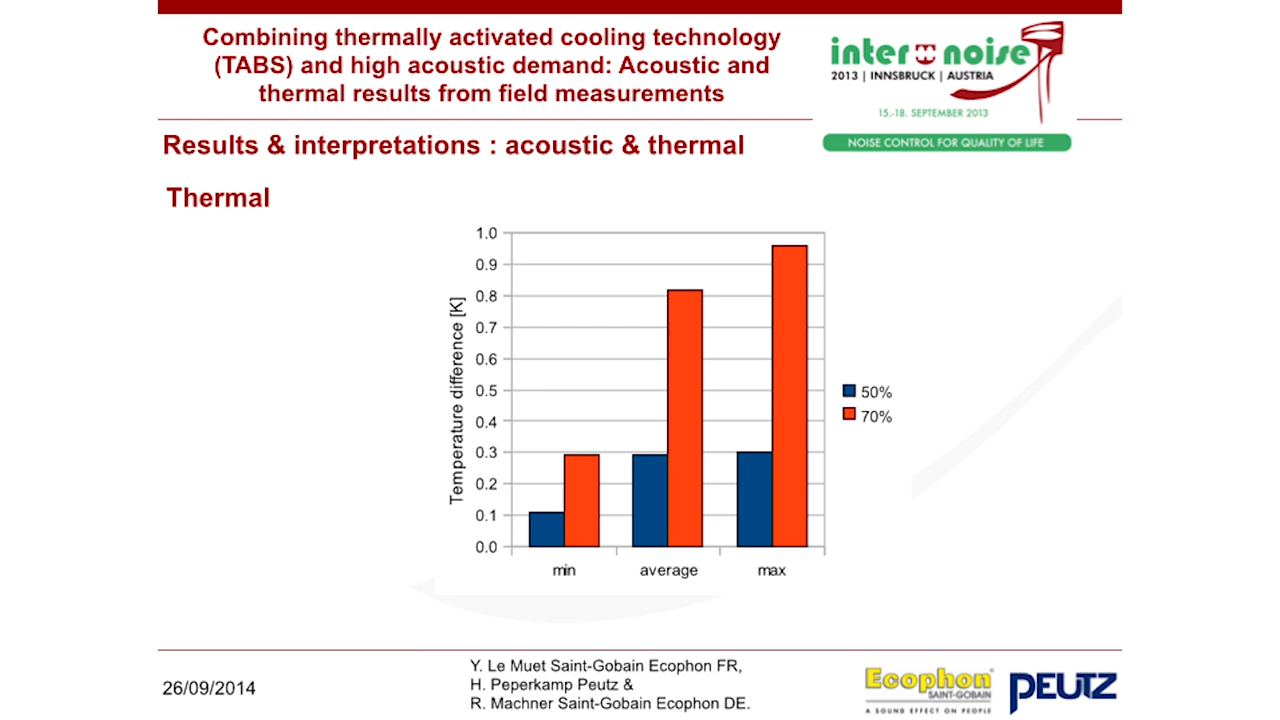 Combining thermally activated cooling technology
(TABS) and high acoustic demand: Acoustic and
thermal results from field measurements
inter noise
2013 | INNSBRUCK | AUSTRIA
15.-18. SEPTEMBER 2013
NOISE CONTROL FOR QUALITY OF LIFE
Results & interpretations : acoustic & thermal
Thermal
Temperature difference [K]
1.0
0.9
0.8
0.7
0.6
0.5
0.4
0.3
0.2
0.1
0.0
min
average
max
50%
70%
26/09/2014
Y. Le Muet Saint-Gobain Ecophon FR,
H. Peperkamp Peutz &
R. Machner Saint-Gobain Ecophon DE.
Ecophon
SAINT-GOBAIN
A SOUND EFFECT ON PEOPLE
PEUTZ